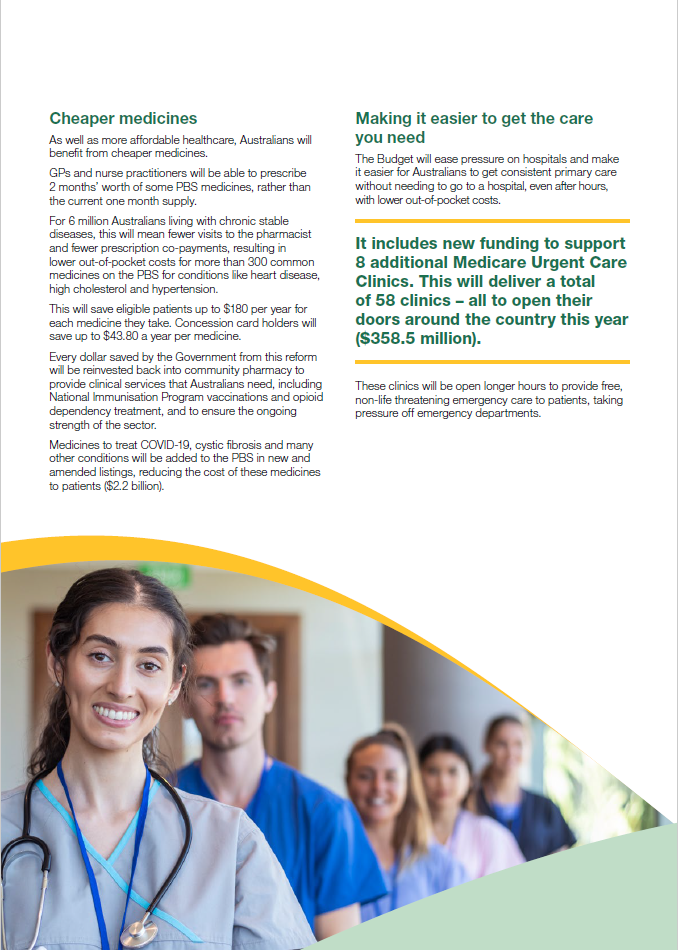 Cheaper medicines
As well as more affordable healthcare, Australians will
benefit from cheaper medicines.
GPs and nurse practitioners will be able to prescribe
2 months’ worth of some PBS medicines, rather than
the current one month supply.
For 6 million Australians living with chronic stable
diseases, this will mean fewer visits to the pharmacist
and fewer prescription co-payments, resulting in
lower out-of-pocket costs for more than 300 common
medicines on the PBS for conditions like heart disease,
high cholesterol and hypertension.
This will save eligible patients up to $180 per year for
each medicine they take. Concession card holders will
save up to $43.80 a year per medicine.
Every dollar saved by the Government from this reform
will be reinvested back into community pharmacy to
provide clinical services that Australians need, including
National Immunisation Program vaccinations and opioid
dependency treatment, and to ensure the ongoing
strength of the sector.
Medicines to treat COVID-19, cystic fibrosis and many
other conditions will be added to the PBS in new and
amended listings, reducing the cost of these medicines
to patients ($2.2 billion).
Making it easier to get the care
you need
The Budget will ease pressure on hospitals and make
it easier for Australians to get consistent primary care
without needing to go to a hospital, even after hours,
with lower out-of-pocket costs.
It includes new funding to support
8 additional Medicare Urgent Care
Clinics. This will deliver a total
of 58 clinics – all to open their
doors around the country this year
($358.5 million).
These clinics will be open longer hours to provide free,
non-life threatening emergency care to patients, taking
pressure off emergency departments.